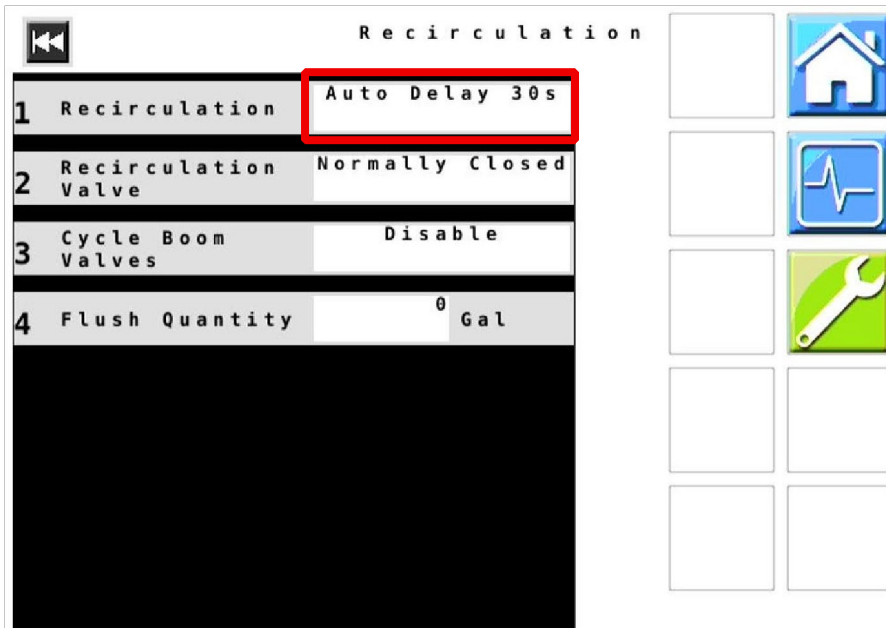 Recirculation
1 Recirculation Auto Delay 30s
2 Recirculation Valve Normally Closed
3 Cycle Boom Valves Disable
4 Flush Quantity 0 Gal